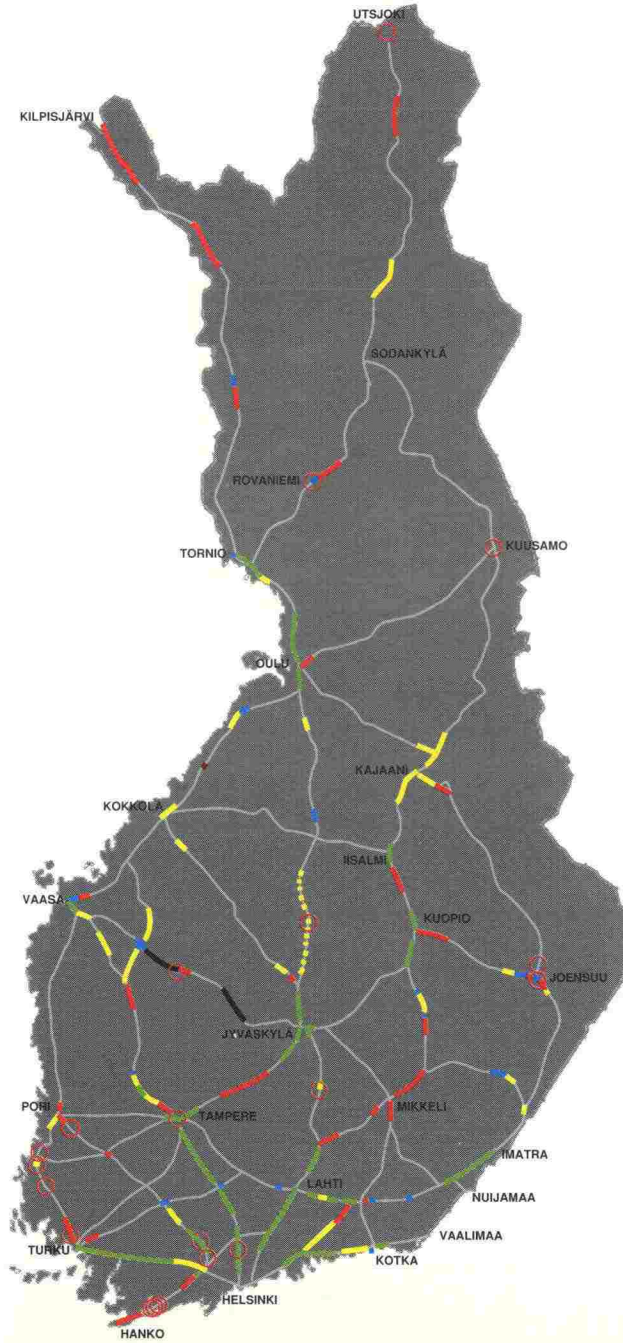 UTSJOKI
KILPISJÄRVI
SODANKYLÄ
ROVANIEMI
KUUSAMO
TORNIO
OULU
KAJAANI
KOKKOLA
IISALMI
VAASA
KUOPIO
JOENSUU
JYVÄSKYLÄ
PORI
TAMPERE
MIKKELI
IMATRA
LAHTI
NUIJAMAA
VAALIMAA
TURKU
KOTKA
HELSINKI
HANKO